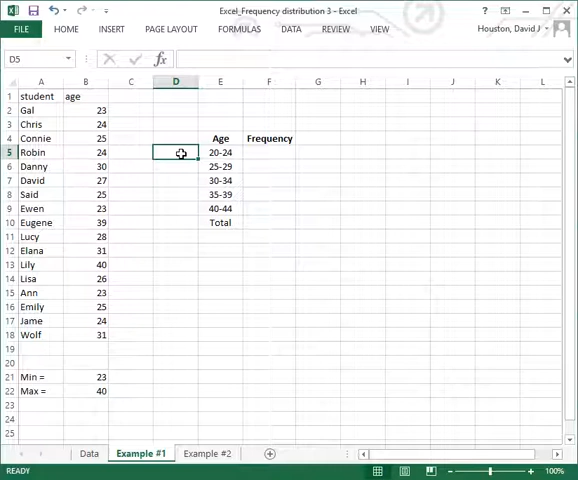 Excel_Frequency distribution 3 - Excel
FILE HOME INSERT PAGE LAYOUT FORMULAS DATA REVIEW VIEW Houston, David J
D5 fx
A B C D E F G H I J K L
1 student age
2 Gal 23
3 Chris 24
4 Connie 25 Age Frequency
5 Robin 24 20-24
6 Danny 30 25-29
7 David 27 30-34
8 Said 25 35-39
9 Ewen 23 40-44
10 Eugene 39 Total
11 Lucy 28
12 Elana 31
13 Lily 40
14 Lisa 26
15 Ann 23
16 Emily 25
17 Jame 24
18 Wolf 31
19
20
21 Min = 23
22 Max = 40
23
24
25
Data Example #1 Example #2
READY 100%